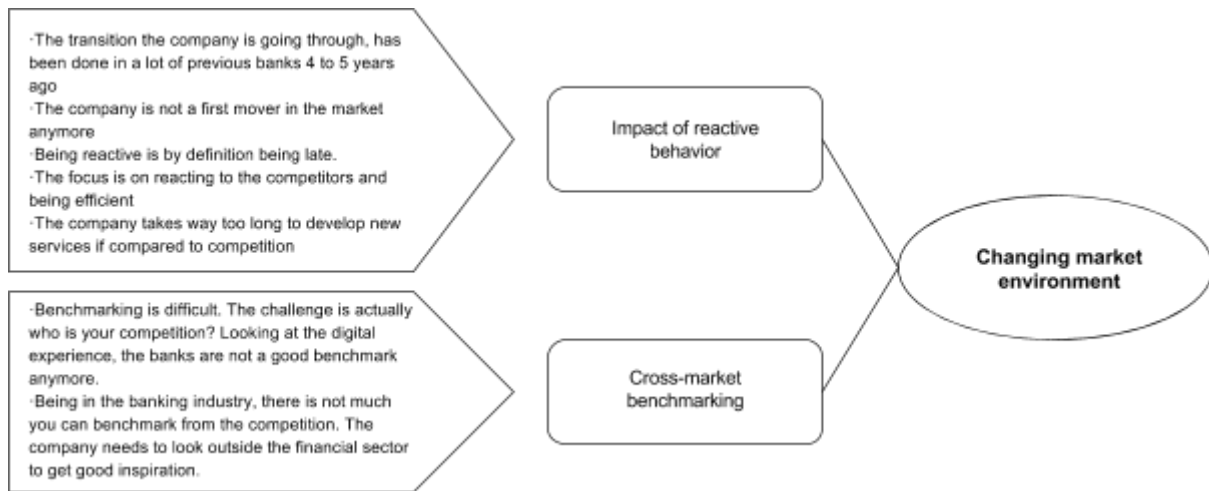 ·The transition the company is going through, has
been done in a lot of previous banks 4 to 5 years
ago
·The company is not a first mover in the market
anymore
·Being reactive is by definition being late.
·The focus is on reacting to the competitors and
being efficient
·The company takes way too long to develop new
services if compared to competition
Impact of reactive
behavior
·Benchmarking is difficult. The challenge is actually
who is your competition? Looking at the digital
experience, the banks are not a good benchmark
anymore.
·Being in the banking industry, there is not much
you can benchmark from the competition. The
company needs to look outside the financial sector
to get good inspiration.
Cross-market
benchmarking
Changing market
environment